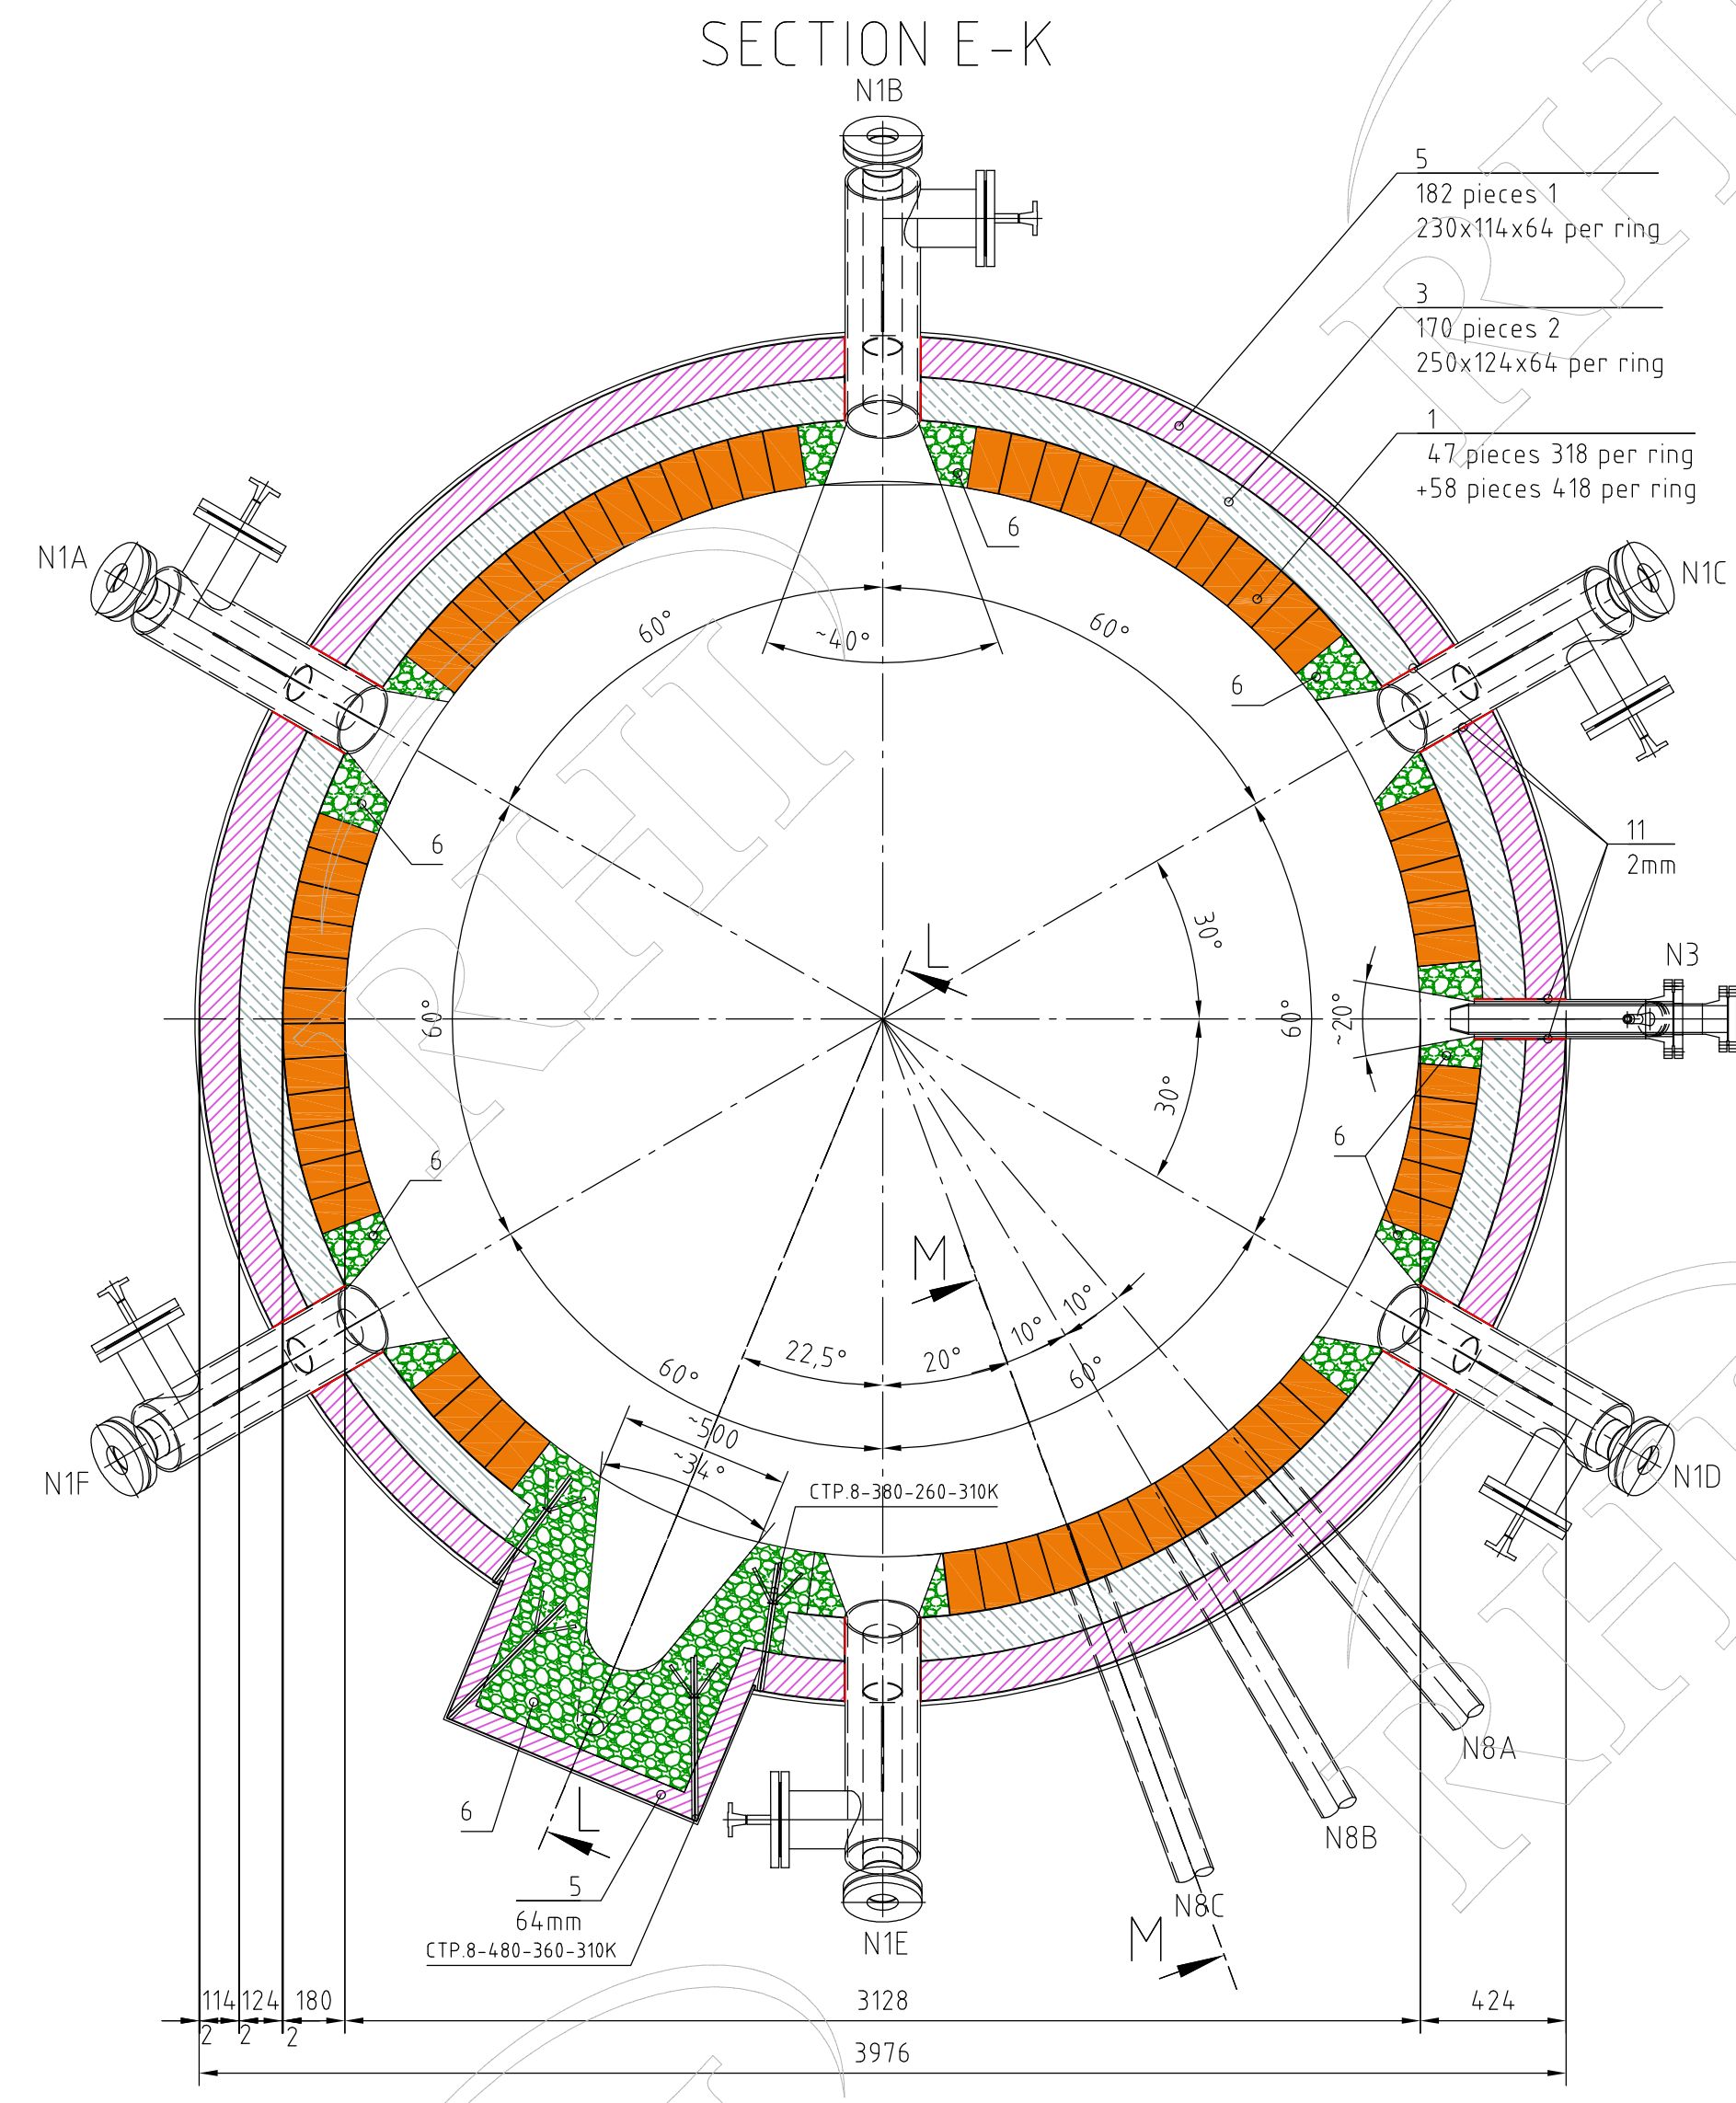 SECTION E-K
N1B
5
182 pieces 1
230x114x64 per ring
3
170 pieces 2
250x124x64 per ring
1
47 pieces 318 per ring
+58 pieces 418 per ring
6
N1A
N1C
60°
~40°
60°
6
6
11
2mm
30°
L
N3
60°
60°
~20°
30°
6
6
M
10°
10°
22,5°
20°
60°
60°
~500
~34°
CTP.8-380-260-310K
N1F
N1D
N8A
6
L
N8B
5
64mm
N8C
CTP.8-480-360-310K
N1E
M
114 124 180 3128 424
2 2 2
3976
RHI
RHI
RHI